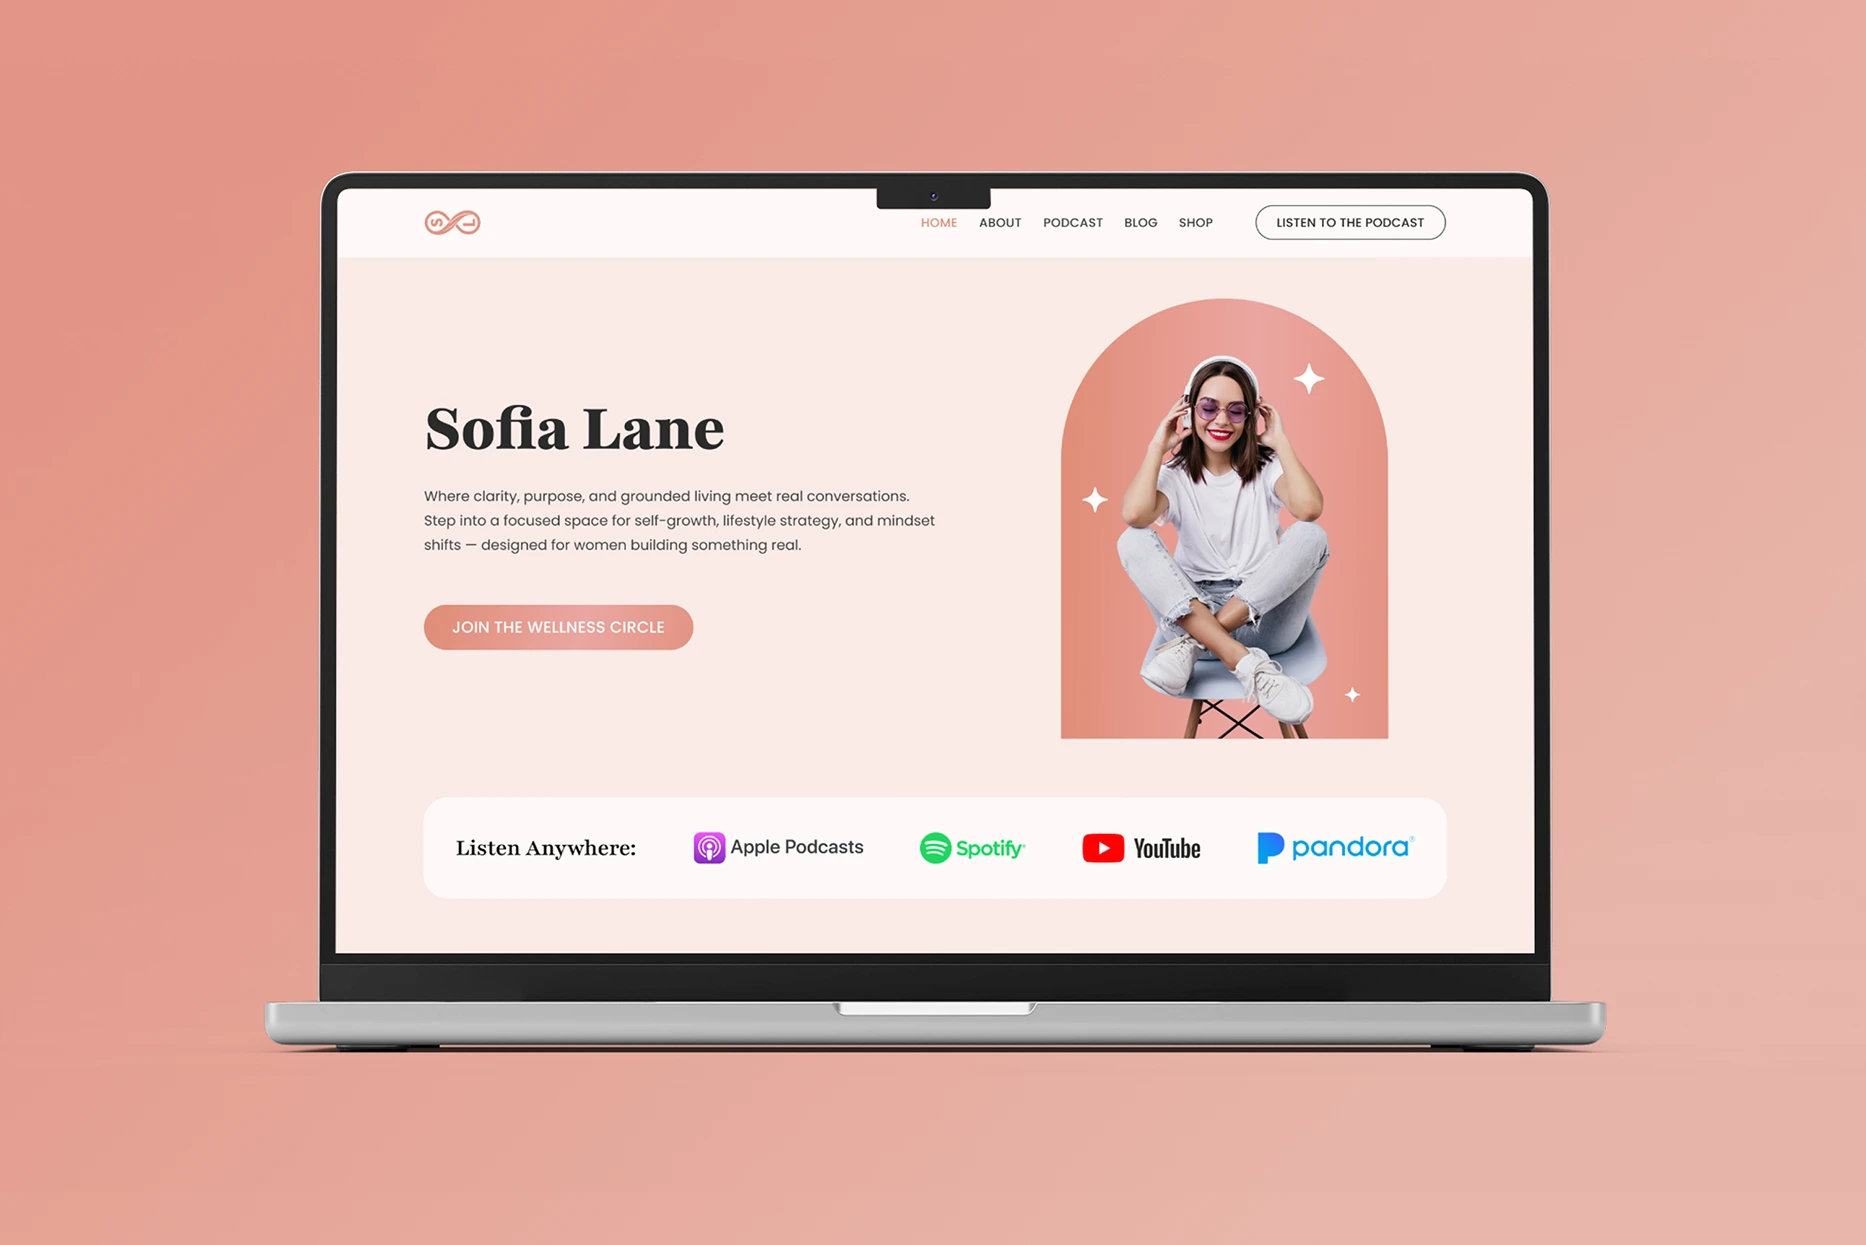 SL
HOME ABOUT PODCAST BLOG SHOP LISTEN TO THE PODCAST
Sofia Lane
Where clarity, purpose, and grounded living meet real conversations.
Step into a focused space for self-growth, lifestyle strategy, and mindset
shifts — designed for women building something real.
JOIN THE WELLNESS CIRCLE
Listen Anywhere: Apple Podcasts Spotify® YouTube pandora®